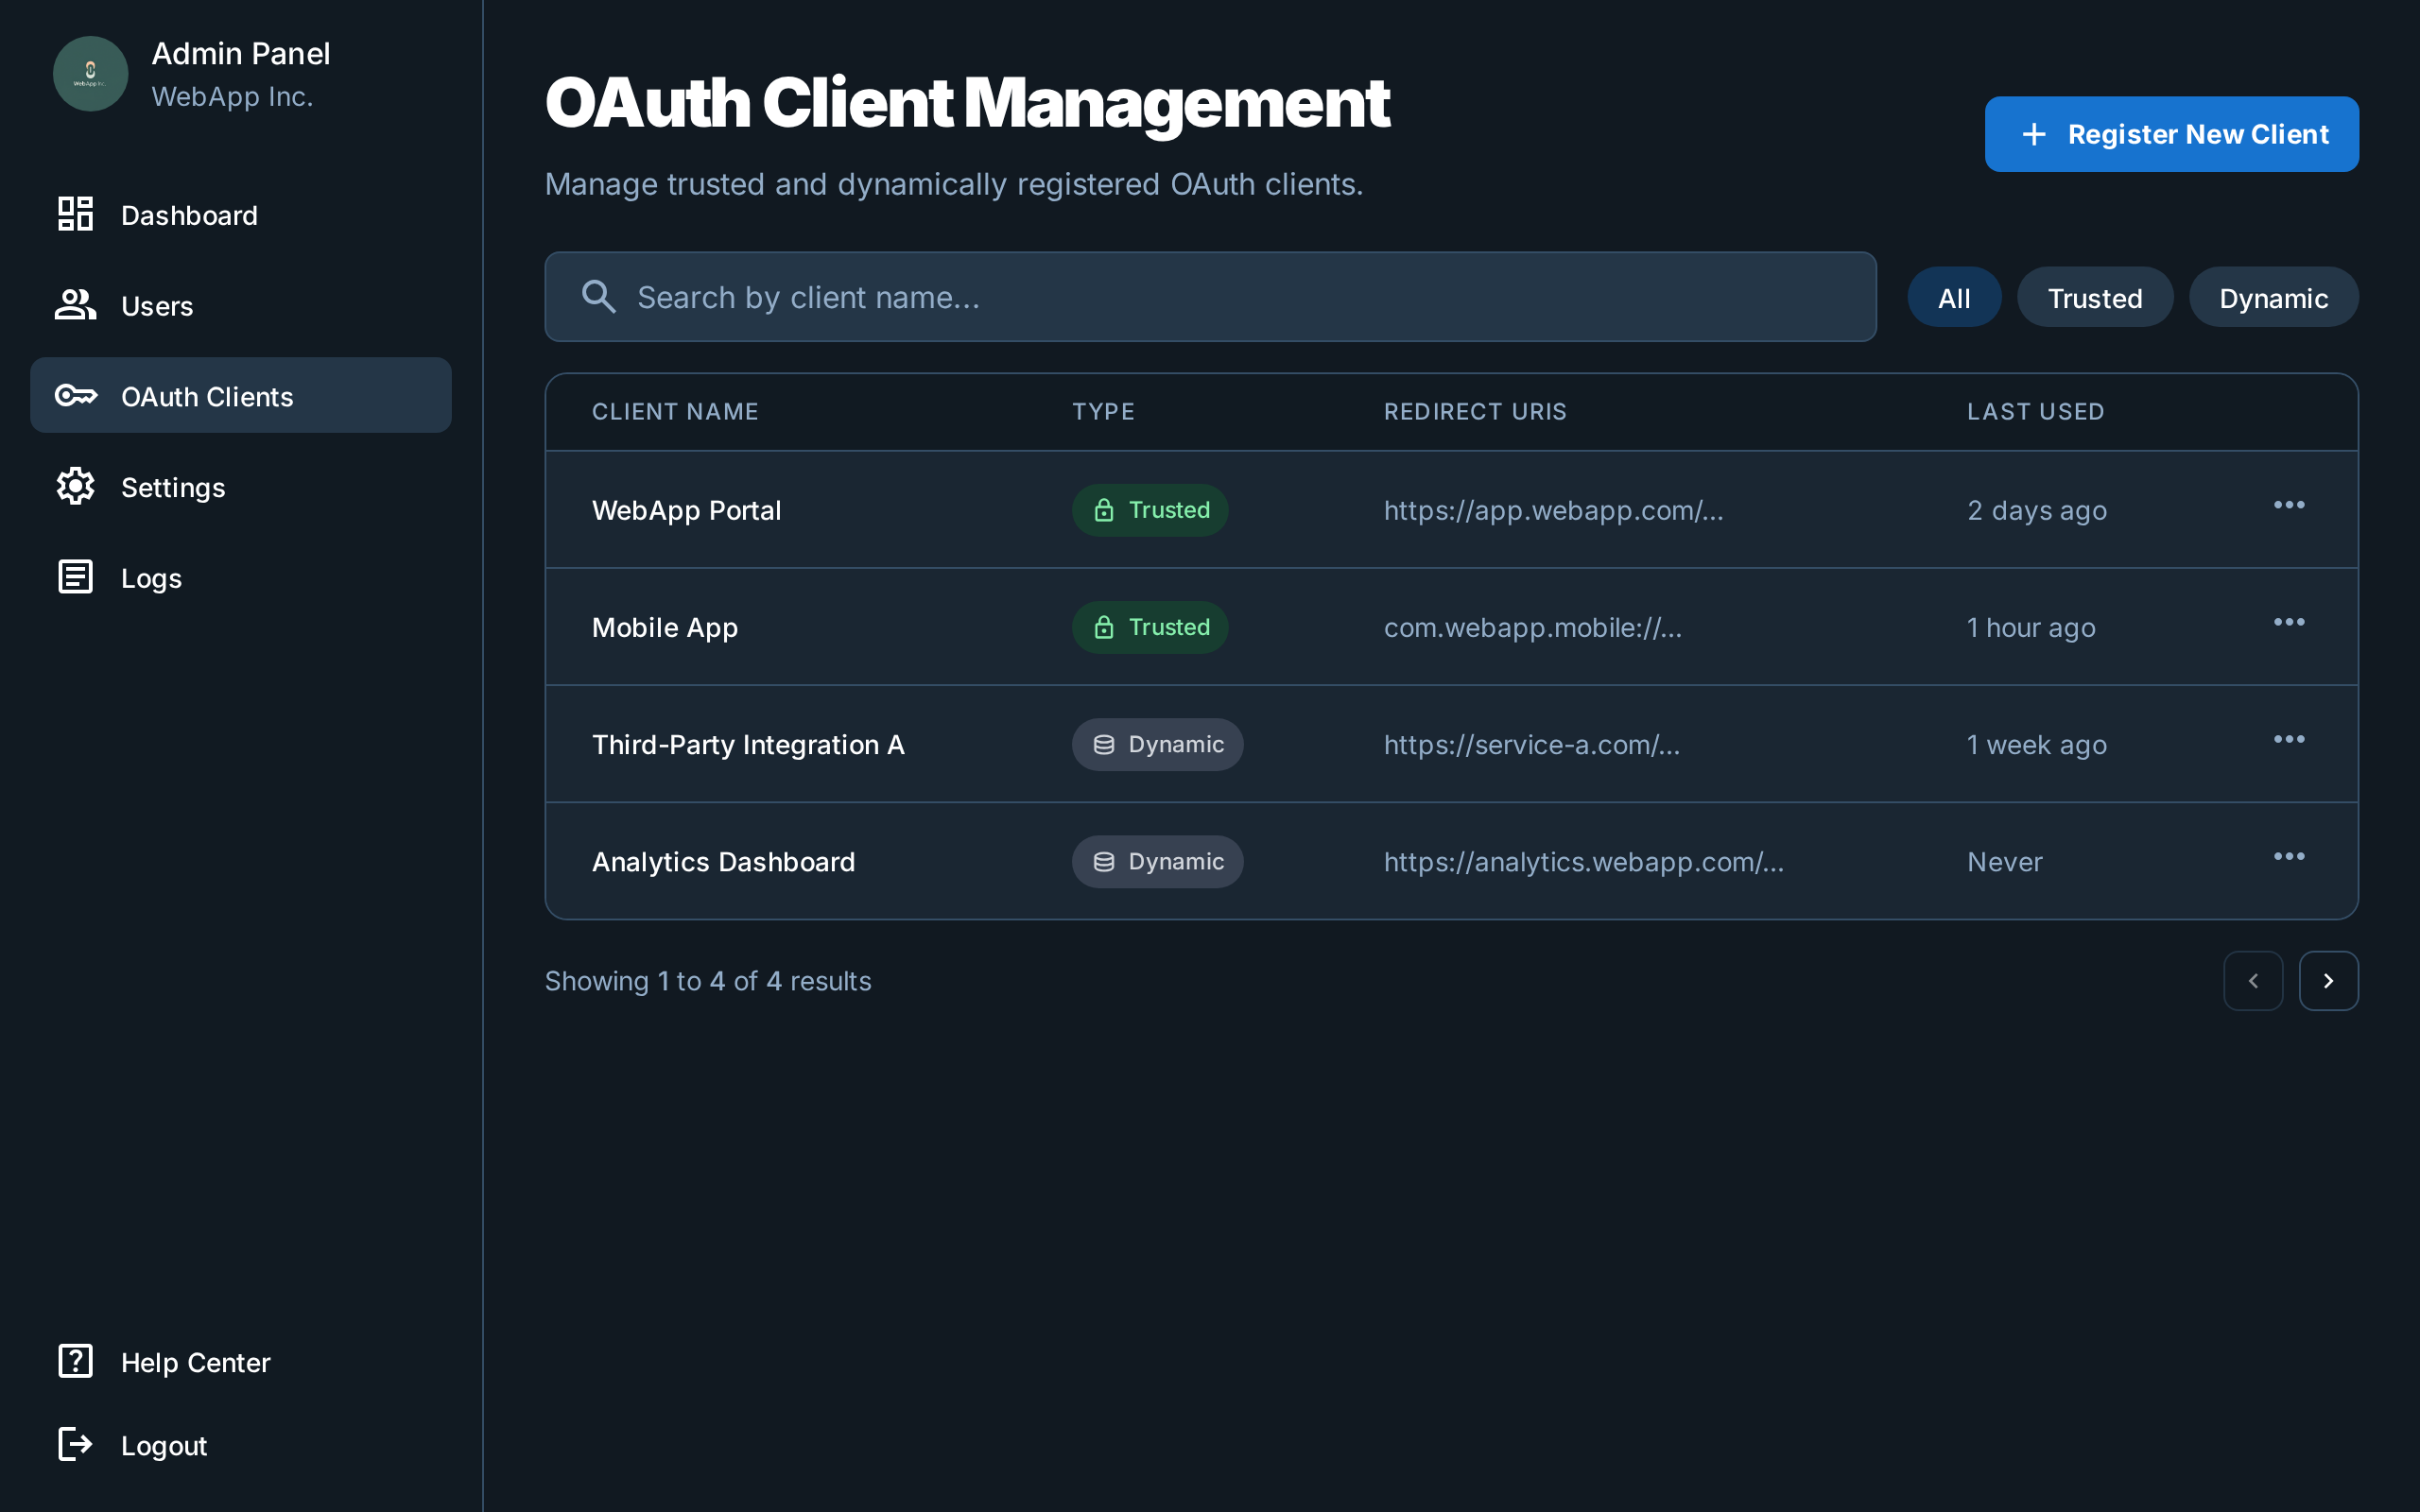 Admin Panel
WebApp Inc.
Dashboard
Users
OAuth Clients
Settings
Logs
Help Center
Logout
OAuth Client Management
Manage trusted and dynamically registered OAuth clients.
Register New Client
Search by client name...
All Trusted Dynamic
CLIENT NAME TYPE REDIRECT URIS LAST USED
WebApp Portal Trusted https://app.webapp.com/... 2 days ago
Mobile App Trusted com.webapp.mobile://... 1 hour ago
Third-Party Integration A Dynamic https://service-a.com/... 1 week ago
Analytics Dashboard Dynamic https://analytics.webapp.com/... Never
Showing 1 to 4 of 4 results